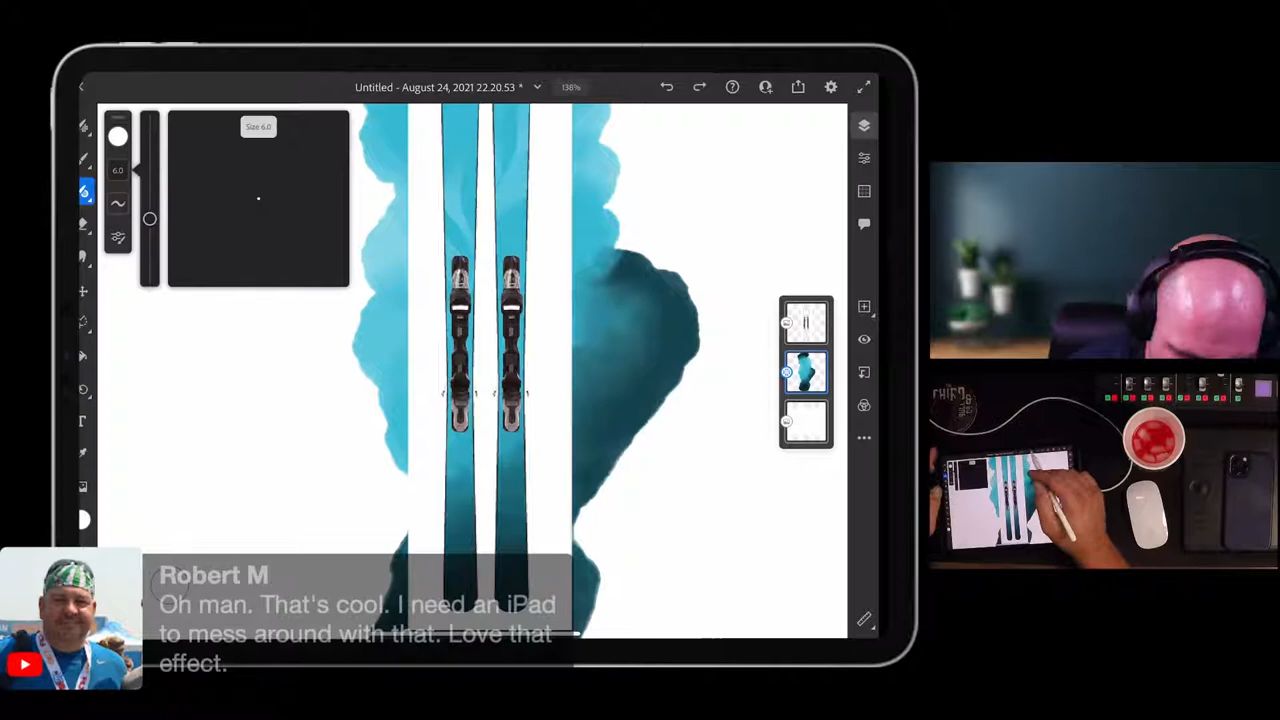 Untitled - August 24, 2021 22.20.53 *
138%
Size 6.0
6.0
T
Robert M
Oh man. That's cool. I need an iPad
to mess around with that. Love that
effect.